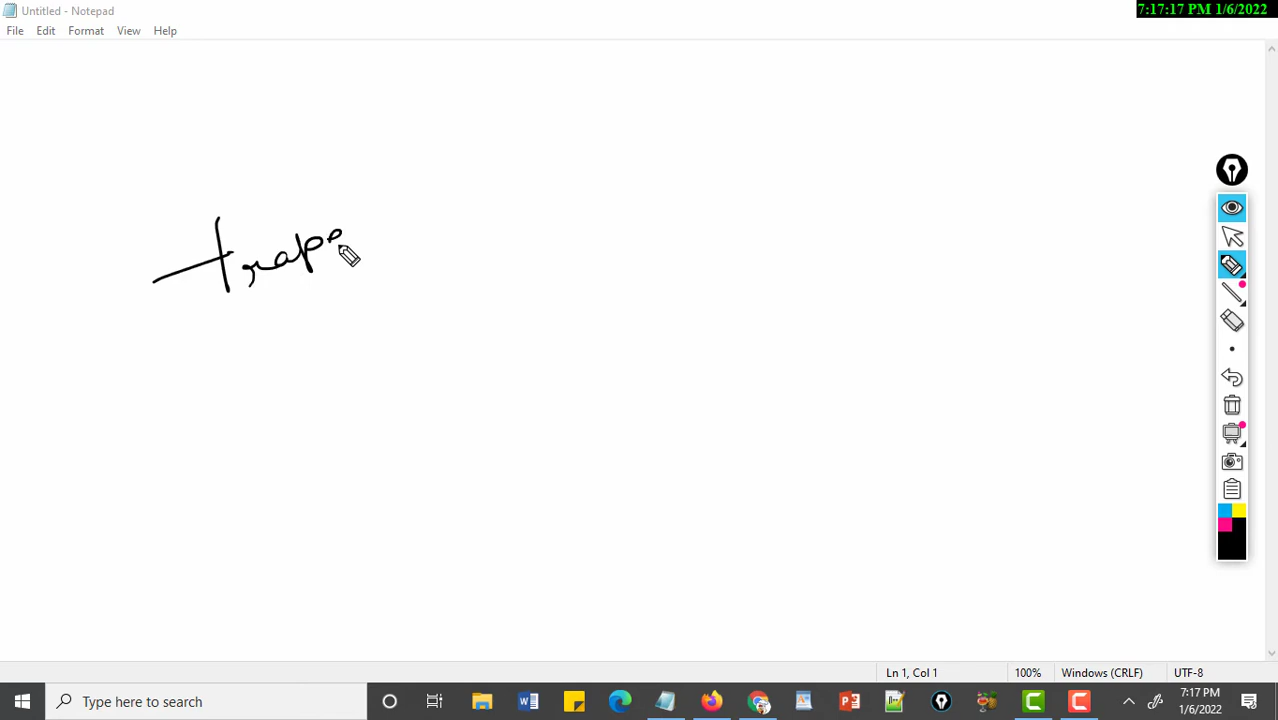 Untitled - Notepad
7:17:17 PM 1/6/2022
File Edit Format View Help
Ln 1, Col 1 100% Windows (CRLF) UTF-8
Type here to search
7:17 PM
1/6/2022